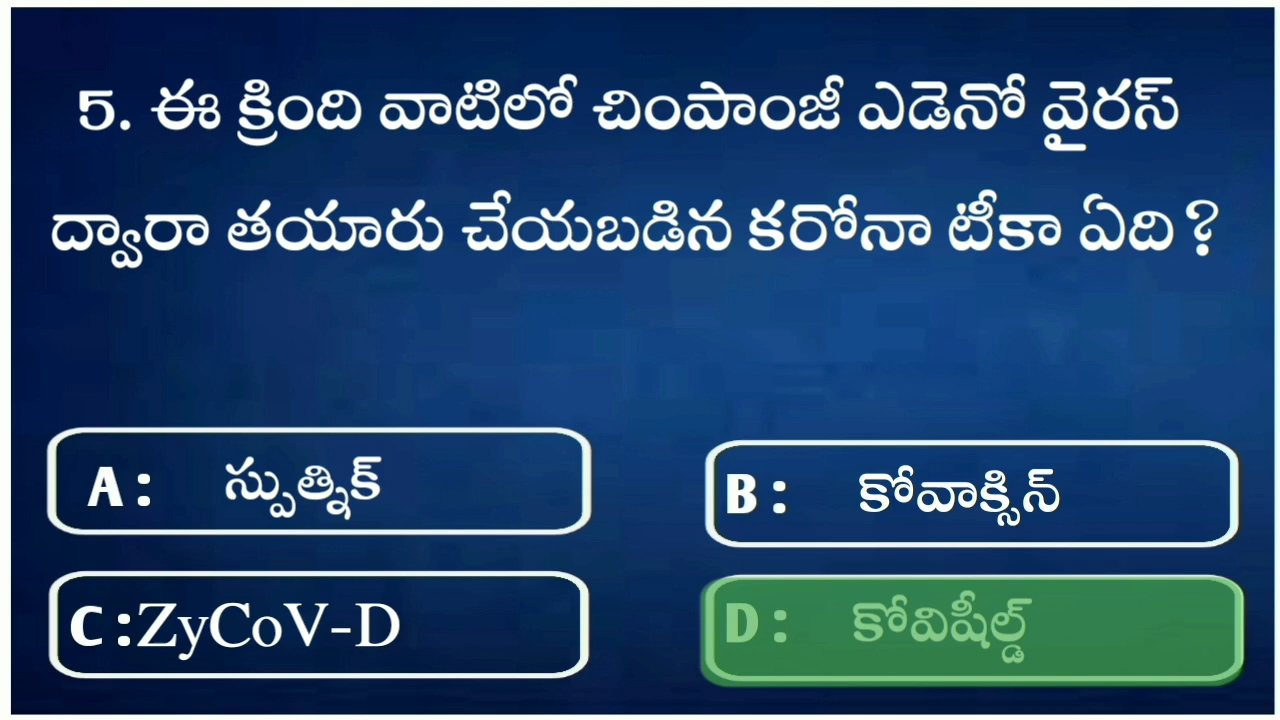 5. ఈ క్రింది వాటిలో చింపాంజీ ఎడెనో వైరస్
ద్వారా తయారు చేయబడిన కరోనా టీకా ఏది?
A : స్పుత్నిక్
B : కోవాక్సిన్
C :ZyCoV-D
D : కోవిషీల్డ్